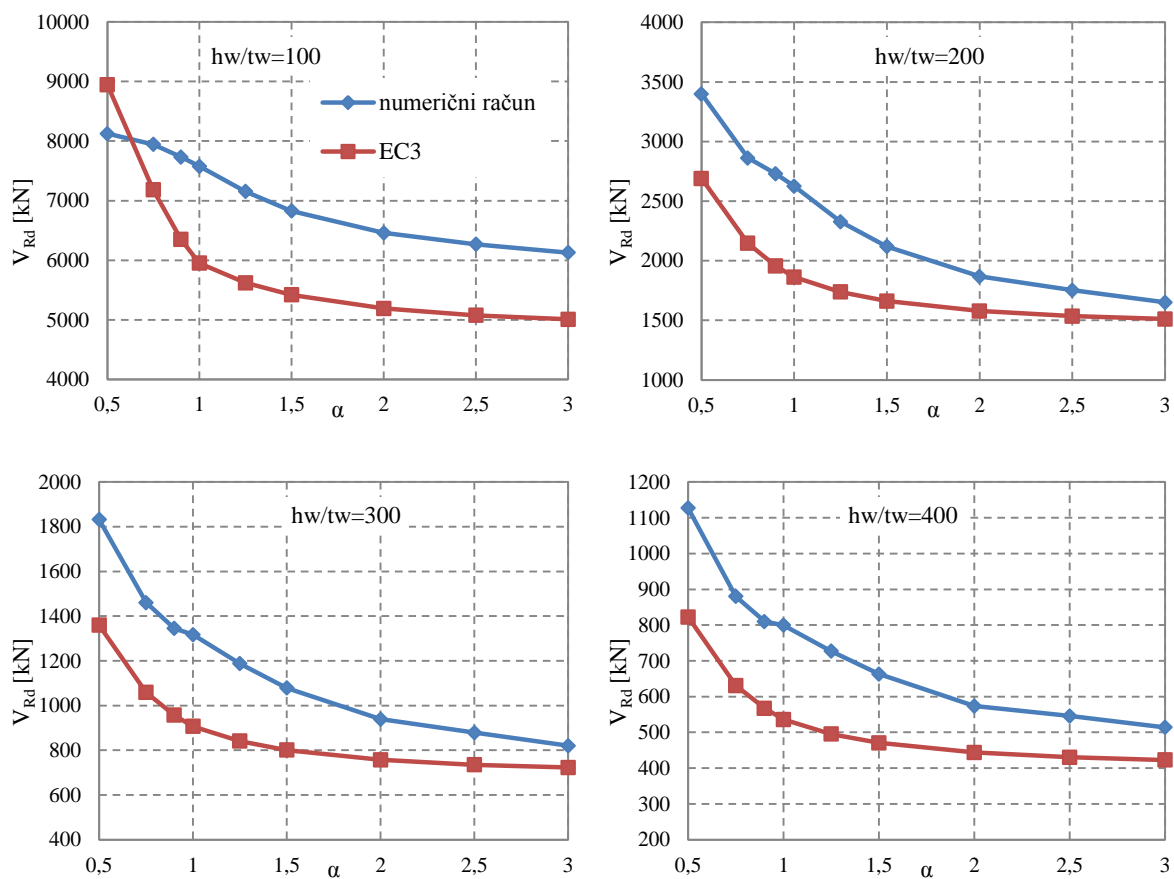 hw/tw=100
numerični račun
EC3
V_Rd [kN]
10000
9000
8000
7000
6000
5000
4000
0,5 1 1,5 2 2,5 3
α
hw/tw=200
V_Rd [kN]
4000
3500
3000
2500
2000
1500
1000
0,5 1 1,5 2 2,5 3
α
hw/tw=300
V_Rd [kN]
2000
1800
1600
1400
1200
1000
800
600
400
0,5 1 1,5 2 2,5 3
α
hw/tw=400
V_Rd [kN]
1200
1100
1000
900
800
700
600
500
400
300
200
0,5 1 1,5 2 2,5 3
α